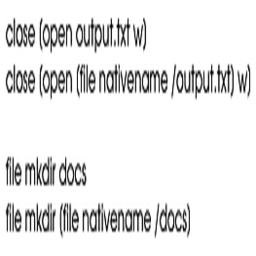 close (open output.txt w)
close (open (file nativename /output.txt) w)
file mkdir docs
file mkdir (file nativename /docs)